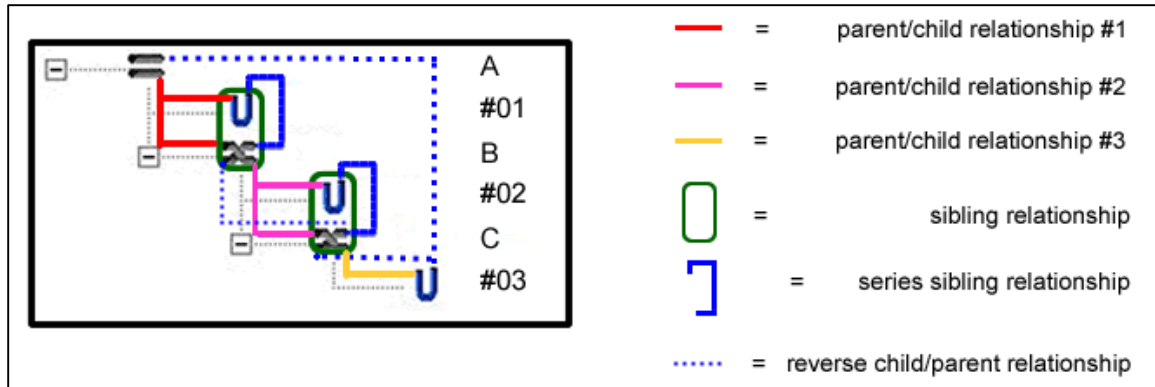 A
#01
B
#02
C
#03
= parent/child relationship #1
= parent/child relationship #2
= parent/child relationship #3
= sibling relationship
= series sibling relationship
= reverse child/parent relationship